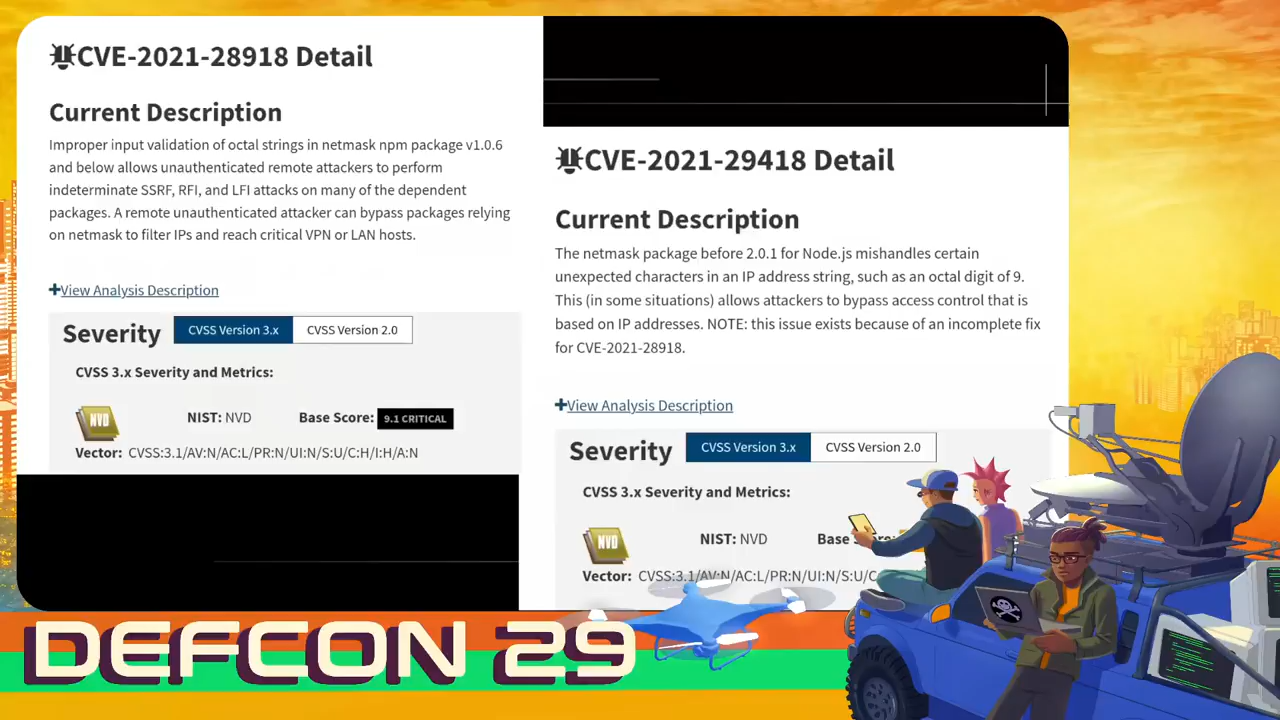 CVE-2021-28918 Detail
Current Description
Improper input validation of octal strings in netmask npm package v1.0.6
and below allows unauthenticated remote attackers to perform
indeterminate SSRF, RFI, and LFI attacks on many of the dependent
packages. A remote unauthenticated attacker can bypass packages relying
on netmask to filter IPs and reach critical VPN or LAN hosts.
View Analysis Description
Severity
CVSS Version 3.x
CVSS Version 2.0
CVSS 3.x Severity and Metrics:
NVD
NIST: NVD
Base Score: 9.1 CRITICAL
Vector: CVSS:3.1/AV:N/AC:L/PR:N/UI:N/S:U/C:H/I:H/A:N
CVE-2021-29418 Detail
Current Description
The netmask package before 2.0.1 for Node.js mishandles certain
unexpected characters in an IP address string, such as an octal digit of 9.
This (in some situations) allows attackers to bypass access control that is
based on IP addresses. NOTE: this issue exists because of an incomplete fix
for CVE-2021-28918.
View Analysis Description
Severity
CVSS Version 3.x
CVSS Version 2.0
CVSS 3.x Severity and Metrics:
NVD
NIST: NVD
Base
Vector: CVSS:3.1/AV:N/AC:L/PR:N/UI:N/S:U/C
DEFCON 29